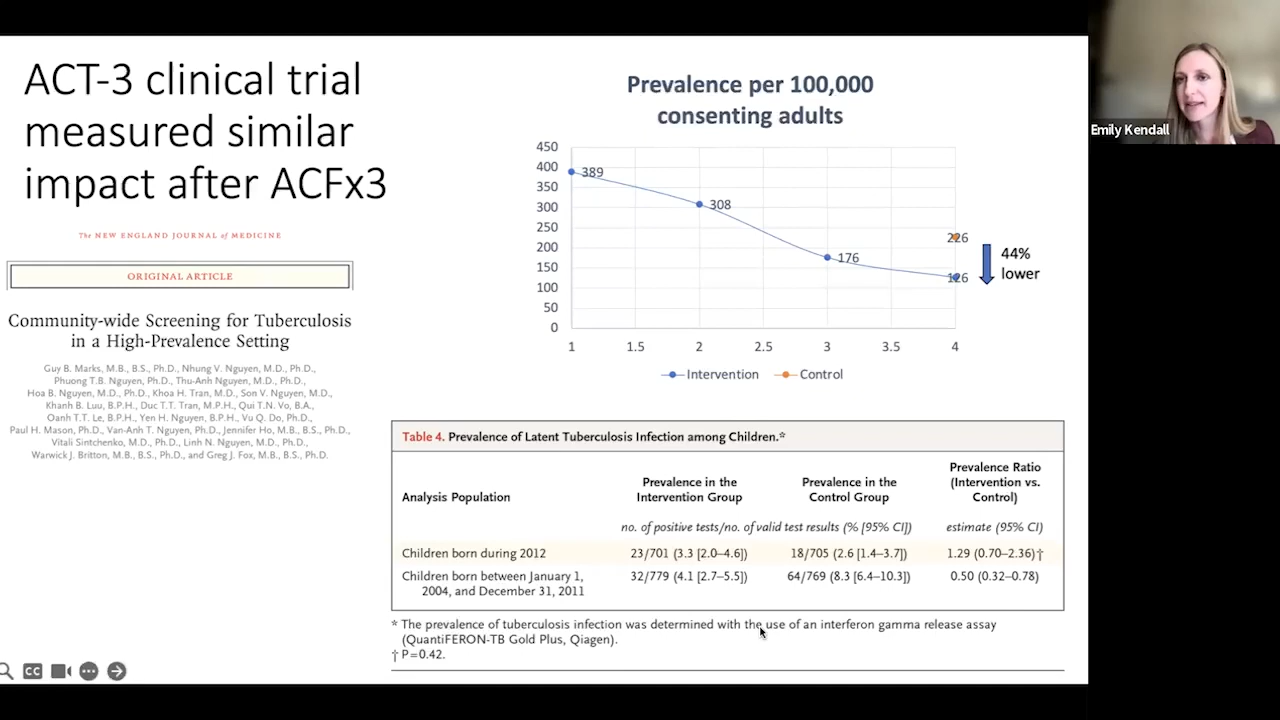 ACT-3 clinical trial
measured similar
impact after ACFx3
The NEW ENGLAND JOURNAL of MEDICINE
ORIGINAL ARTICLE
Community-wide Screening for Tuberculosis
in a High-Prevalence Setting
Guy B. Marks, M.B., B.S., Ph.D., Nhung V. Nguyen, M.D., Ph.D.,
Phuong T.B. Nguyen, Ph.D., Thu-Anh Nguyen, M.D., Ph.D.,
Hoa B. Nguyen, M.D., Ph.D., Khoa H. Tran, M.D., Son V. Nguyen, M.D.,
Khanh B. Luu, B.P.H., Duc T.T. Tran, M.P.H., Qui T.N. Vo, B.A.,
Oanh T.T. Le, B.P.H., Yen H. Nguyen, B.P.H., Vu Q. Do, Ph.D.,
Paul H. Mason, Ph.D., Van-Anh T. Nguyen, Ph.D., Jennifer Ho, M.B., B.S., Ph.D.,
Vitali Sintchenko, M.D., Ph.D., Linh N. Nguyen, M.D., Ph.D.,
Warwick J. Britton, M.B., B.S., Ph.D., and Greg J. Fox, M.B., B.S., Ph.D.
Prevalence per 100,000
consenting adults
450
400
350
300
250
200
150
100
50
0
389
308
176
226
126
44%
lower
1 1.5 2 2.5 3 3.5 4
Intervention Control
Table 4. Prevalence of Latent Tuberculosis Infection among Children.*
Analysis Population
Prevalence in the
Intervention Group
Prevalence in the
Control Group
Prevalence Ratio
(Intervention vs.
Control)
no. of positive tests/no. of valid test results (% [95% CI]) estimate (95% CI)
Children born during 2012 23/701 (3.3 [2.0–4.6]) 18/705 (2.6 [1.4–3.7]) 1.29 (0.70–2.36)†
Children born between January 1, 32/779 (4.1 [2.7–5.5]) 64/769 (8.3 [6.4–10.3]) 0.50 (0.32–0.78)
2004, and December 31, 2011
* The prevalence of tuberculosis infection was determined with the use of an interferon gamma release assay
(QuantiFERON-TB Gold Plus, Qiagen).
† P=0.42.
CC
Emily Kendall